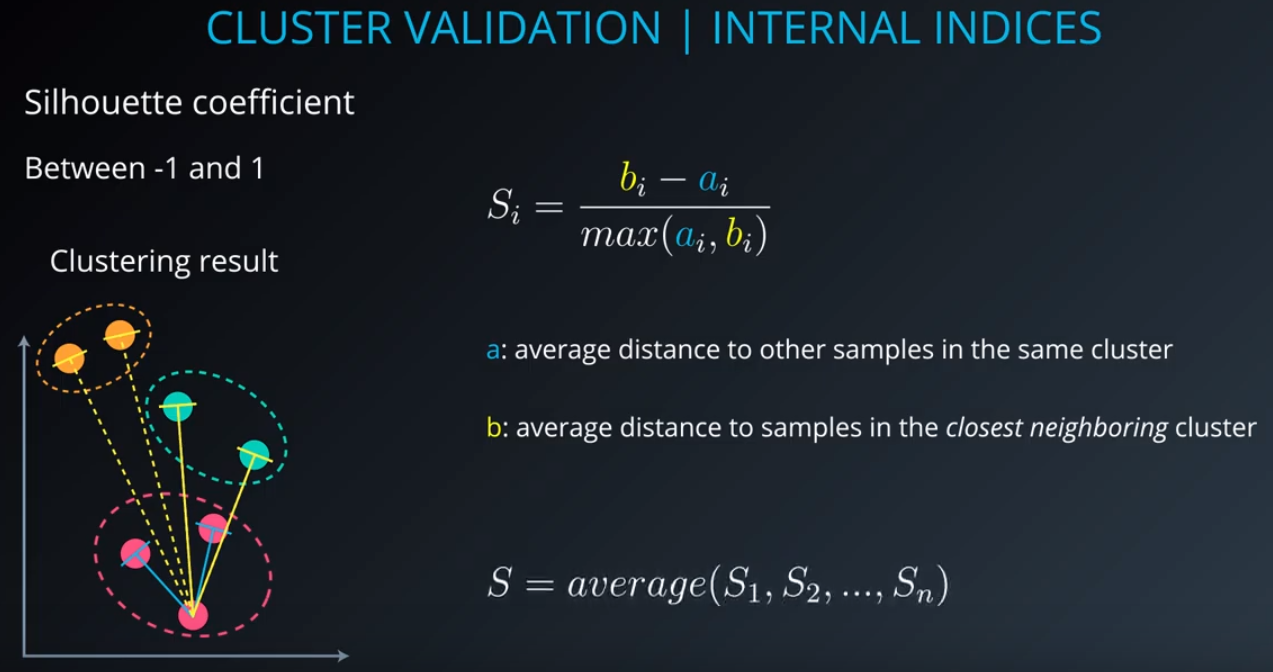 CLUSTER VALIDATION | INTERNAL INDICES
Silhouette coefficient
Between -1 and 1
S_i = \frac{b_i - a_i}{max(a_i, b_i)}
Clustering result
a: average distance to other samples in the same cluster
b: average distance to samples in the closest neighboring cluster
S = average(S_1, S_2, ..., S_n)